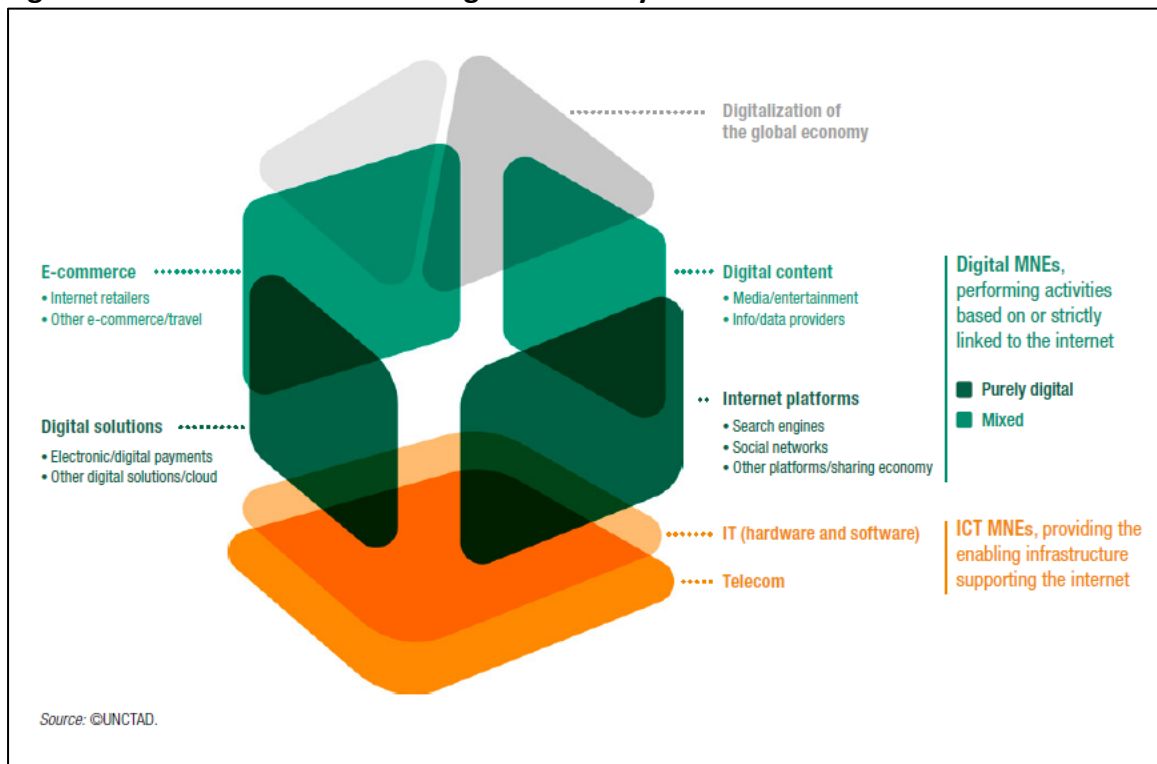 Digitalization of
the global economy
E-commerce
• Internet retailers
• Other e-commerce/travel
Digital content
• Media/entertainment
• Info/data providers
Digital MNEs,
performing activities
based on or strictly
linked to the internet
Purely digital
Mixed
Digital solutions
• Electronic/digital payments
• Other digital solutions/cloud
Internet platforms
• Search engines
• Social networks
• Other platforms/sharing economy
IT (hardware and software)
Telecom
ICT MNEs, providing the
enabling infrastructure
supporting the internet
Source: ©UNCTAD.